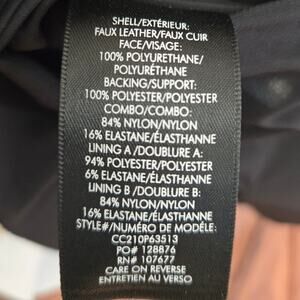 SHELL/EXTÉRIEUR:
FAUX LEATHER/FAUX CUIR
FACE/VISAGE:
100% POLYURETHANE/
POLYURÉTHANE
BACKING/SUPPORT:
100% POLYESTER/POLYESTER
COMBO/COMBO:
84% NYLON/NYLON
16% ELASTANE/ÉLASTHANNE
LINING A /DOUBLURE A:
94% POLYESTER/POLYESTER
6% ELASTANE/ÉLASTHANNE
LINING B /DOUBLURE B:
84% NYLON/NYLON
16% ELASTANE/ÉLASTHANNE
STYLE#/NUMÉRO DE MODÈLE:
CC210P63513
PO# 128876
RN# 107677
CARE ON REVERSE
ENTRETIEN AU VERSO